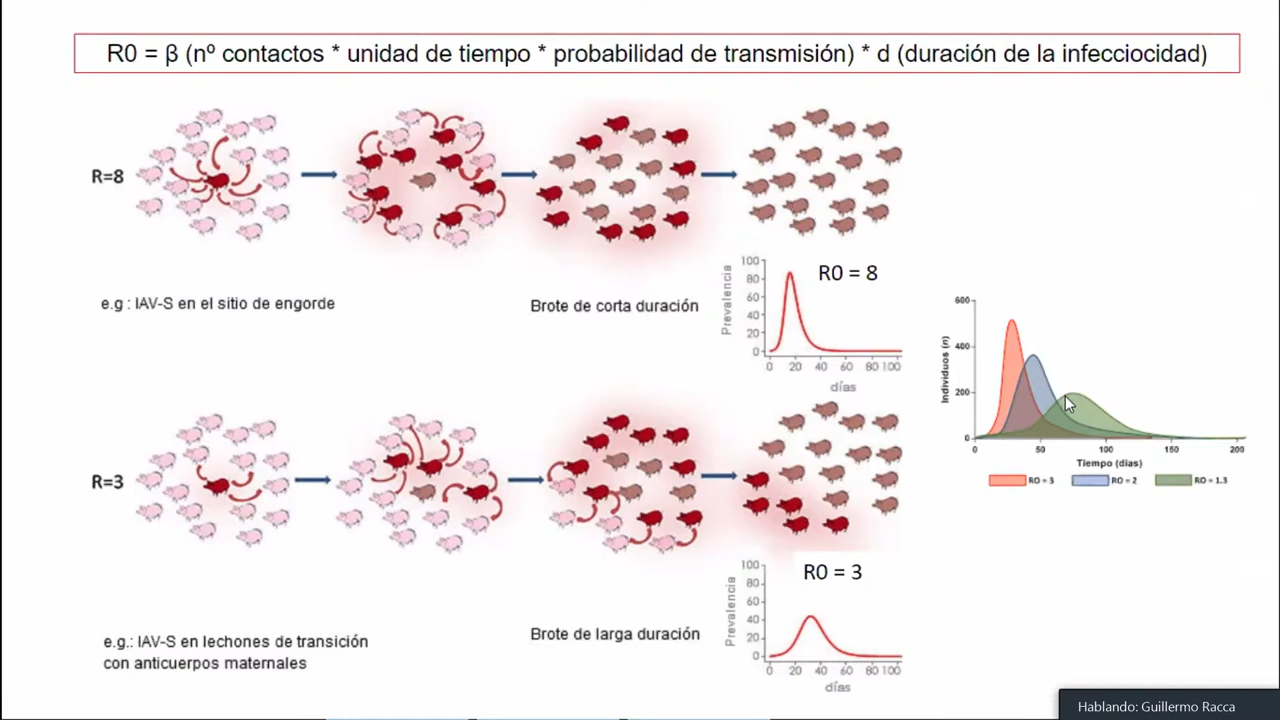 R0 = β (nº contactos * unidad de tiempo * probabilidad de transmisión) * d (duración de la infecciocidad)
R=8
e.g : IAV-S en el sitio de engorde
Brote de corta duración
R0 = 8
Prevalencia
100
80
60
40
20
0
0 20 40 60 80 100
días
R=3
e.g.: IAV-S en lechones de transición
con anticuerpos maternales
Brote de larga duración
R0 = 3
Prevalencia
100
80
60
40
20
0
0 20 40 60 80 100
días
Individuos (n)
600
400
200
0
0 50 100 150 200
Tiempo (días)
RO = 3 RO = 2 RO = 1.3
Hablando: Guillermo Racca